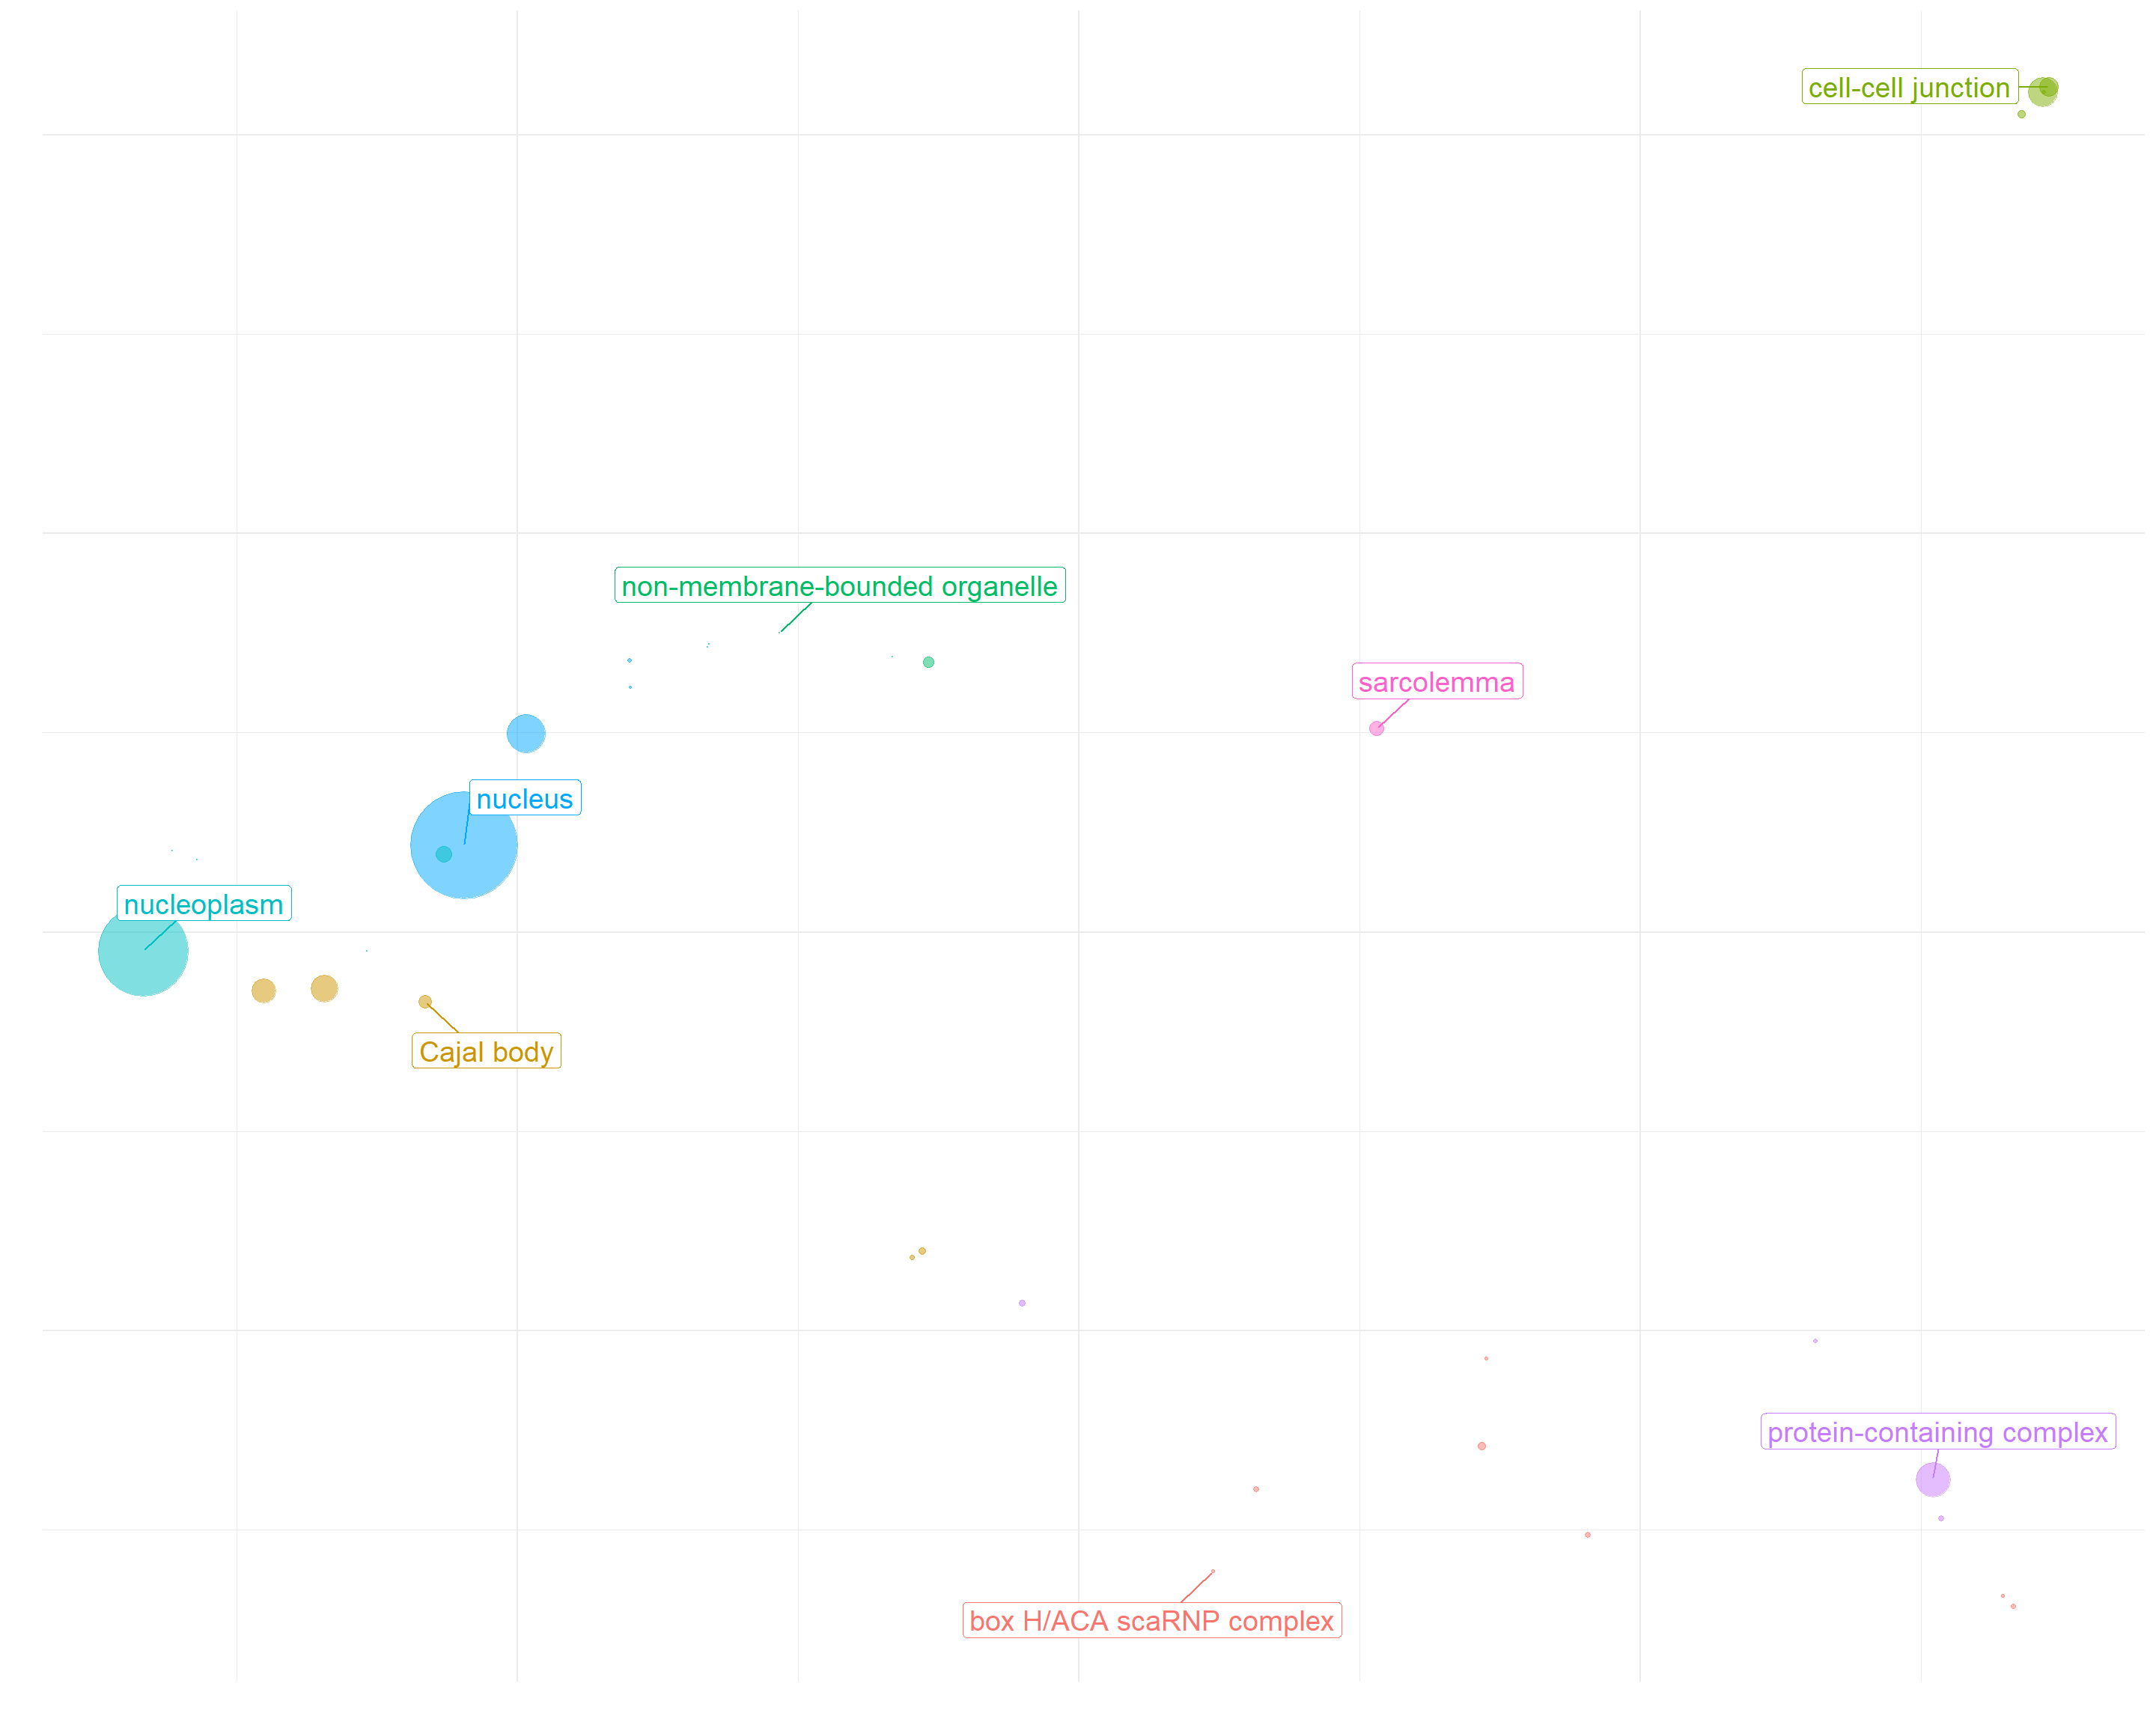 cell-cell junction
non-membrane-bounded organelle
sarcolemma
nucleus
nucleoplasm
Cajal body
protein-containing complex
box H/ACA scaRNP complex